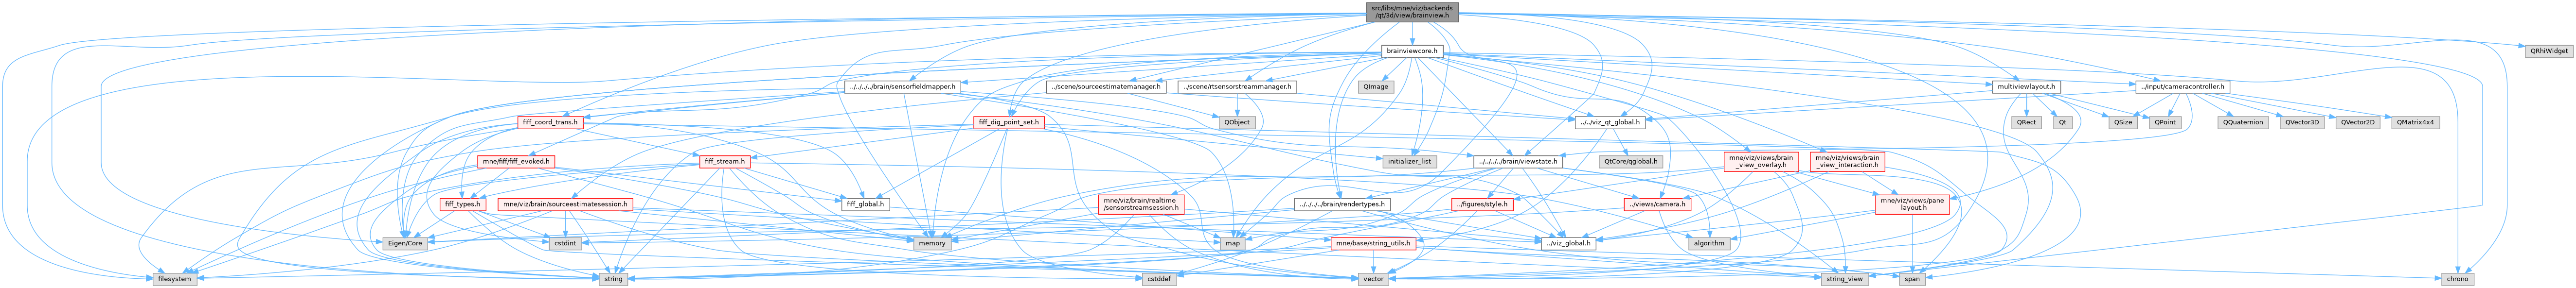 src/libs/mne/viz/backends
/qt/3d/view/brainview.h
brainviewcore.h
QRhiWidget
../../../../brain/sensorfieldmapper.h
../scene/sourceestimatemanager.h
../scene/rtsensorstreammanager.h
QImage
multiviewlayout.h
../input/cameracontroller.h
fiff_coord_trans.h
fiff_dig_point_set.h
QObject
../../viz_qt_global.h
QRect
Qt
QSize
QPoint
QQuaternion
QVector3D
QVector2D
QMatrix4x4
mne/fiff/fiff_evoked.h
fiff_stream.h
initializer_list
../../../../brain/viewstate.h
QtCore/qglobal.h
mne/viz/views/brain
_view_overlay.h
mne/viz/views/brain
_view_interaction.h
fiff_types.h
mne/viz/brain/sourceestimatesession.h
fiff_global.h
mne/viz/brain/realtime
/sensorstreamsession.h
../../../../brain/rendertypes.h
../figures/style.h
../views/camera.h
mne/viz/views/pane
_layout.h
Eigen/Core
cstdint
memory
map
mne/base/string_utils.h
../viz_global.h
algorithm
filesystem
string
cstddef
vector
string_view
span
chrono